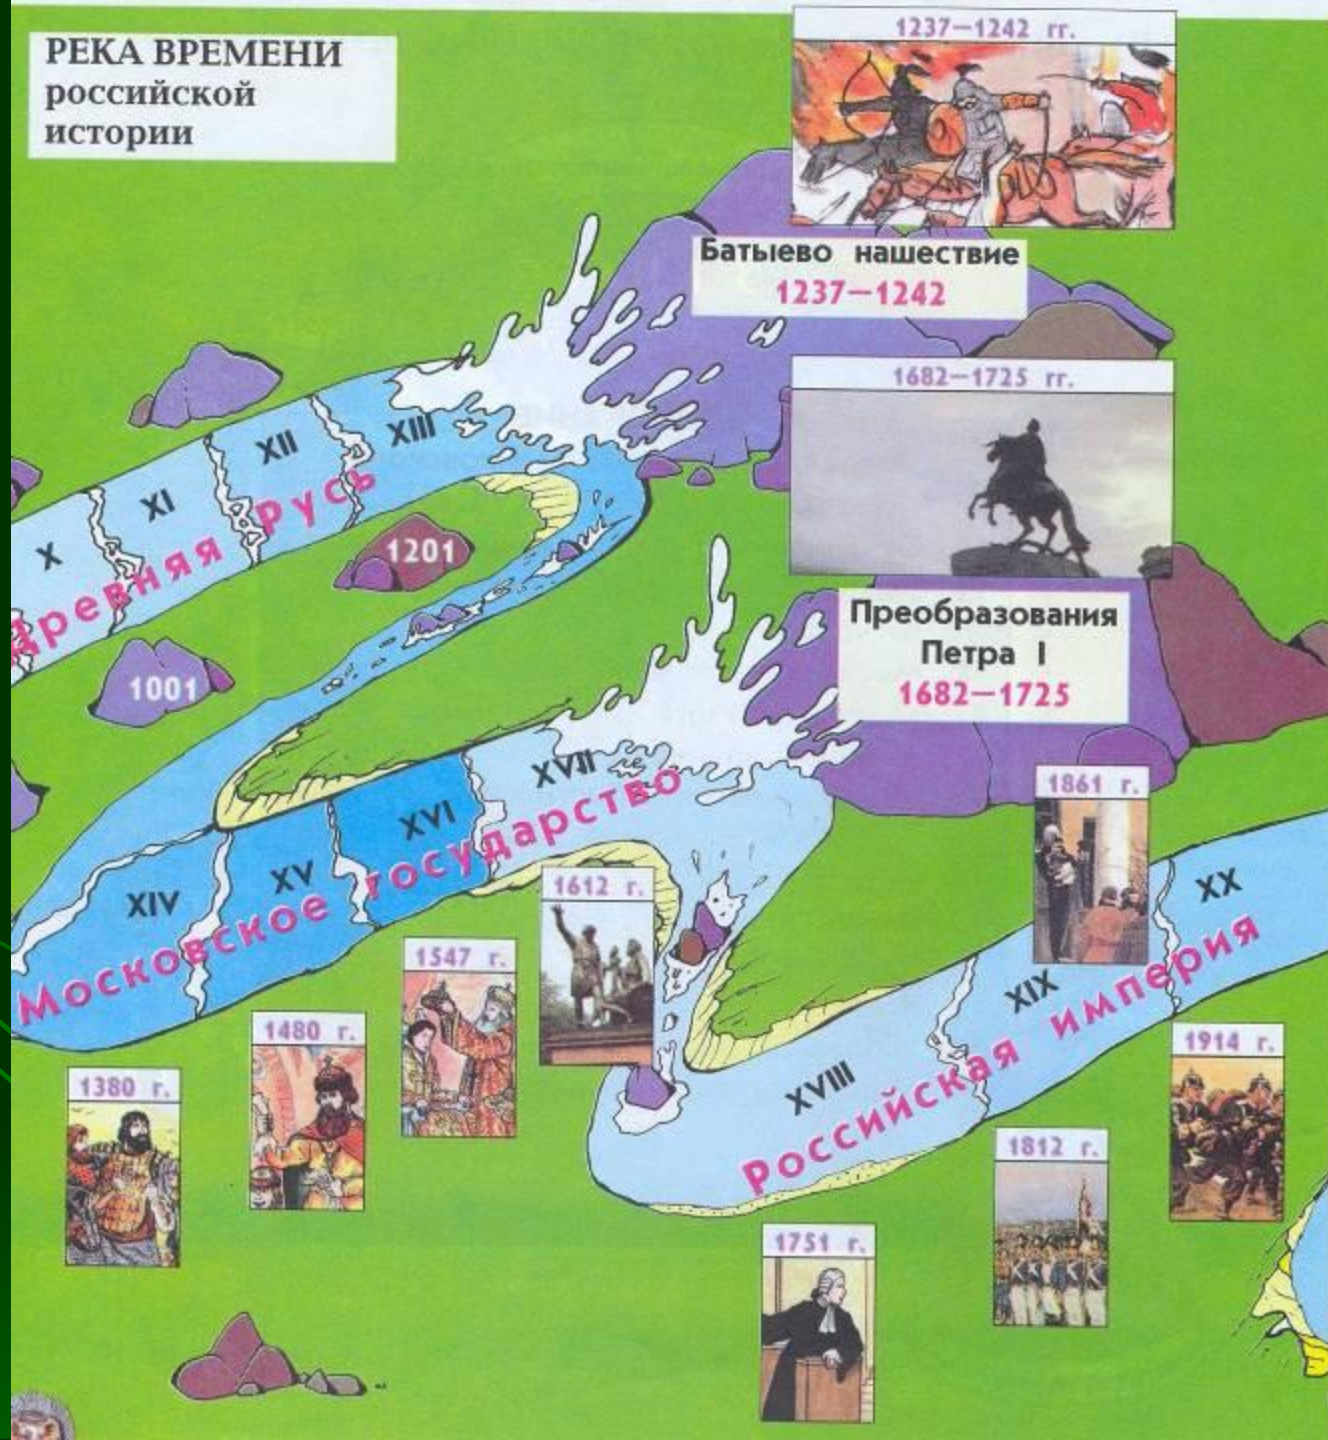 РЕКА ВРЕМЕНИ
российской
истории
1237—1242 гг.
Батыево нашествие
1237—1242
1682—1725 гг.
XIII
XII
XI
X
Древняя Русь
1201
1001
Преобразования
Петра I
1682—1725
XVII
XVI
XV
XIV
Московское государство
1861 г.
1612 г.
XX
XIX
XVIII
Российская империя
1547 г.
1480 г.
1380 г.
1914 г.
1812 г.
1751 г.